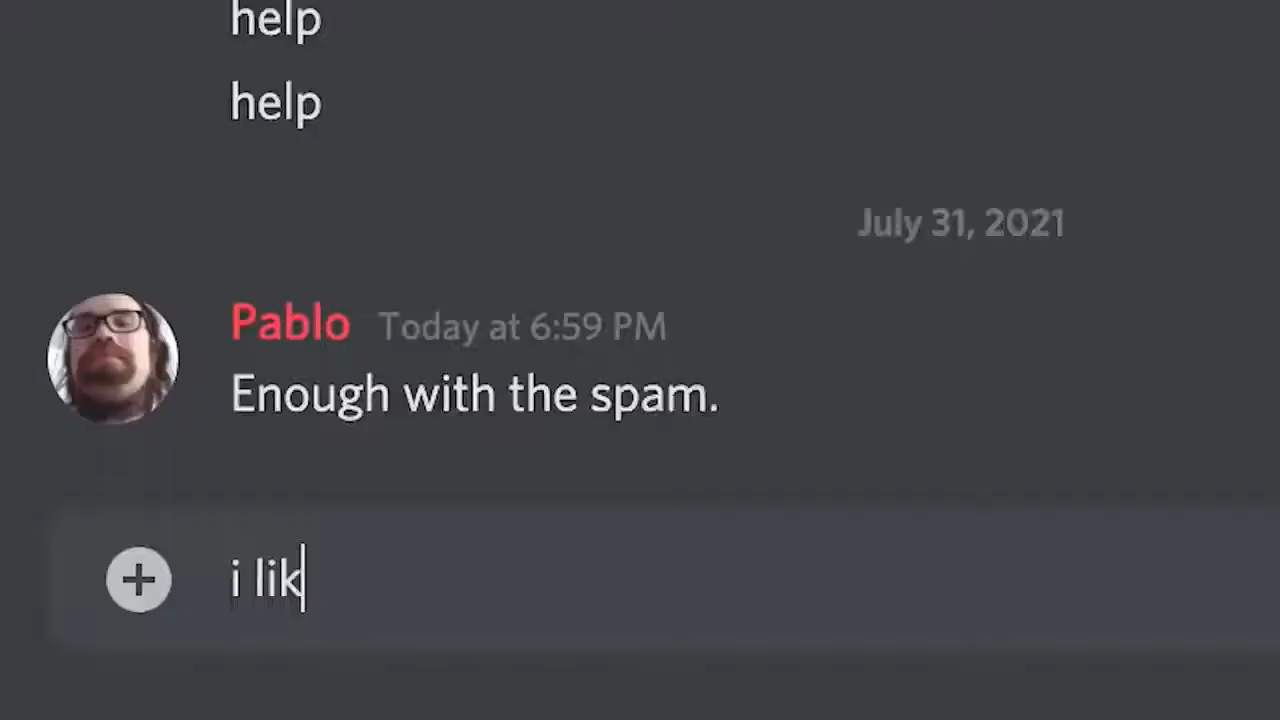 help
help
July 31, 2021
Pablo Today at 6:59 PM
Enough with the spam.
i lik